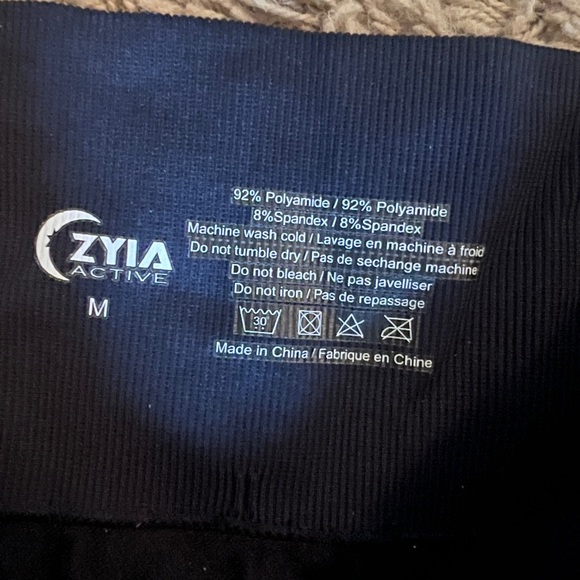 ZYIA
ACTIVE
M
92% Polyamide / 92% Polyamide
8%Spandex / 8%Spandex
Machine wash cold / Lavage en machine à froid
Do not tumble dry / Pas de sechange machine
Do not bleach / Ne pas javelliser
Do not iron / Pas de repassage
30°
Made in China / Fabrique en Chine